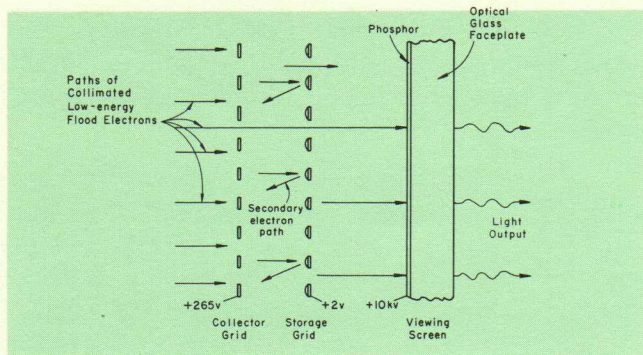 Optical
Glass
Faceplate
Phosphor
Paths of
Collimated
Low-energy
Flood Electrons
Secondary
electron
path
Light
Output
+265v
+2v
+10kv
Collector
Grid
Storage
Grid
Viewing
Screen